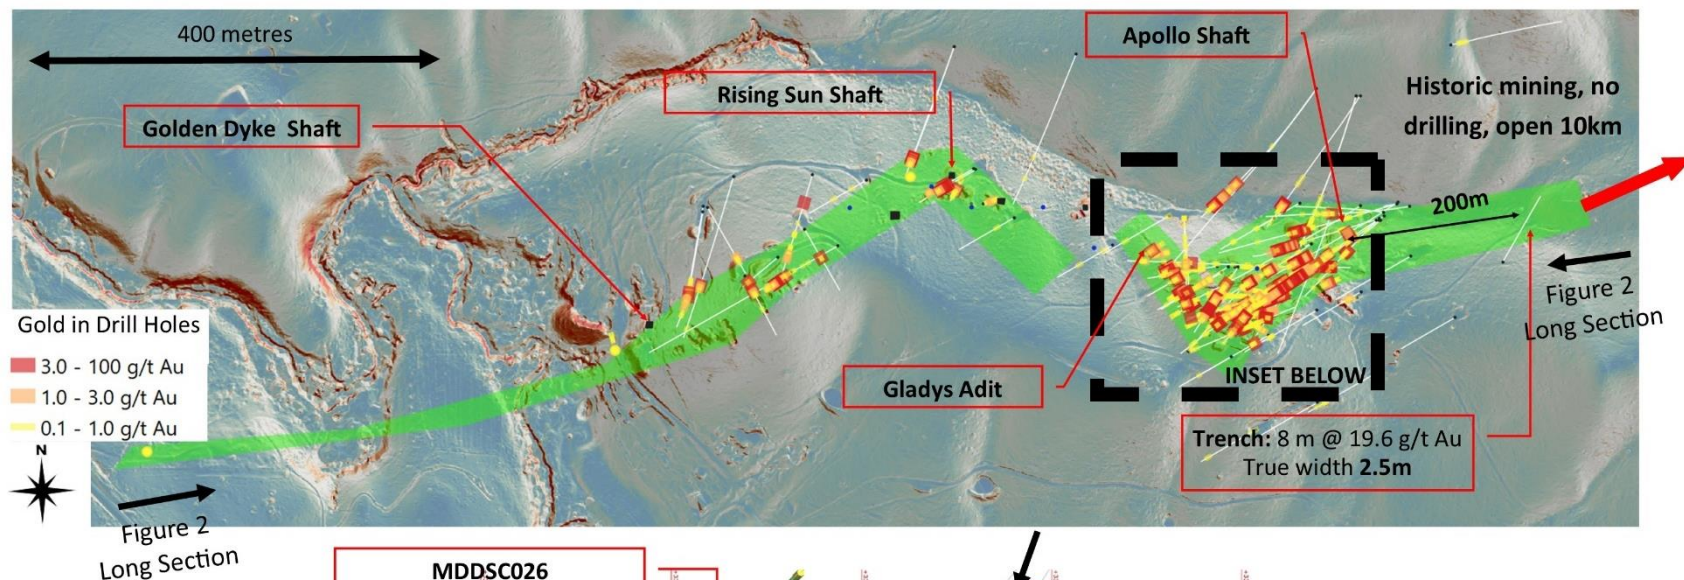 400 metres
Apollo Shaft
Rising Sun Shaft
Historic mining, no
drilling, open 10km
Golden Dyke Shaft
200m
Figure 2
Long Section
Gold in Drill Holes
3.0 - 100 g/t Au
1.0 - 3.0 g/t Au
0.1 - 1.0 g/t Au
N
Gladys Adit
INSET BELOW
Trench: 8 m @ 19.6 g/t Au
True width 2.5m
Figure 2
Long Section
MDDSC026